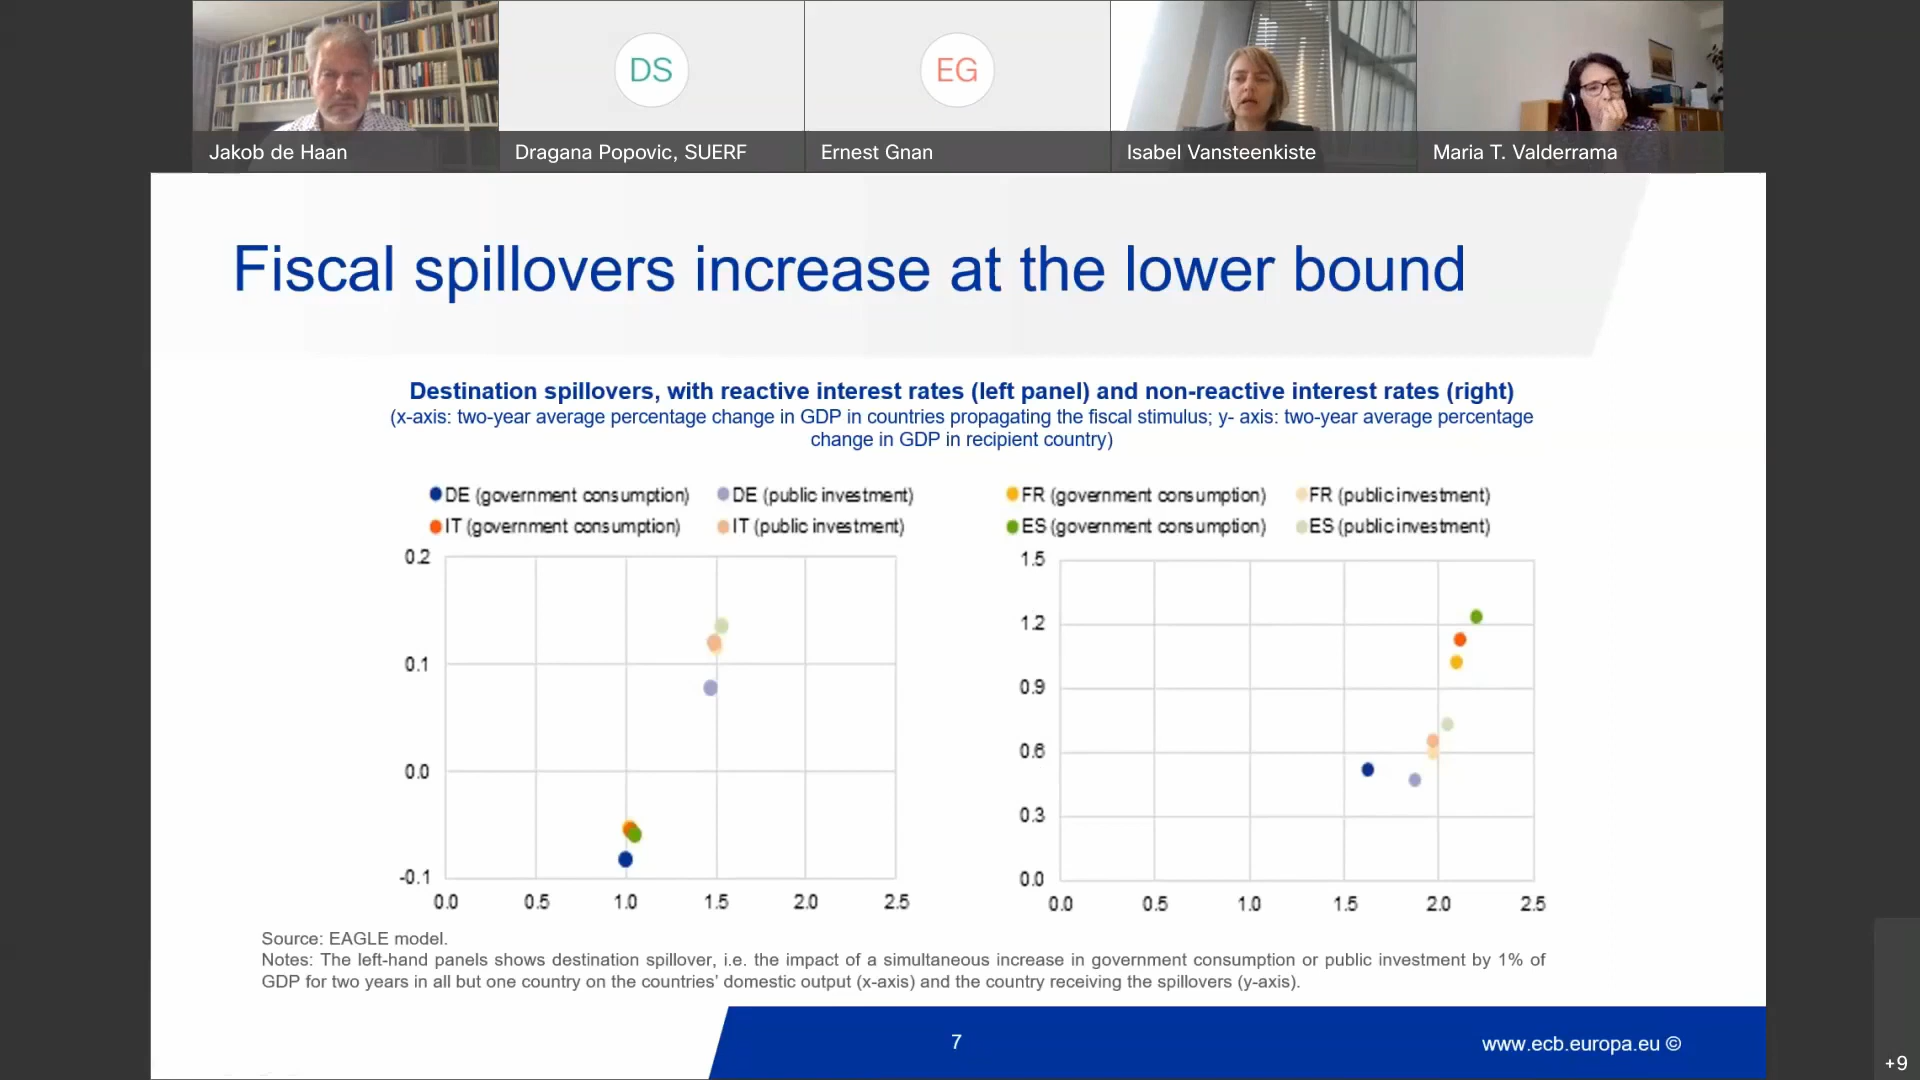 DS
EG
Jakob de Haan
Dragana Popovic, SUERF
Ernest Gnan
Isabel Vansteenkiste
Maria T. Valderrama
Fiscal spillovers increase at the lower bound
Destination spillovers, with reactive interest rates (left panel) and non-reactive interest rates (right)
(x-axis: two-year average percentage change in GDP in countries propagating the fiscal stimulus; y- axis: two-year average percentage
change in GDP in recipient country)
DE (government consumption)
DE (public investment)
IT (government consumption)
IT (public investment)
FR (government consumption)
FR (public investment)
ES (government consumption)
ES (public investment)
0.2
0.1
0.0
-0.1
0.0 0.5 1.0 1.5 2.0 2.5
1.5
1.2
0.9
0.6
0.3
0.0
0.0 0.5 1.0 1.5 2.0 2.5
Source: EAGLE model.
Notes: The left-hand panels shows destination spillover, i.e. the impact of a simultaneous increase in government consumption or public investment by 1% of
GDP for two years in all but one country on the countries' domestic output (x-axis) and the country receiving the spillovers (y-axis).
7
www.ecb.europa.eu ©
+9